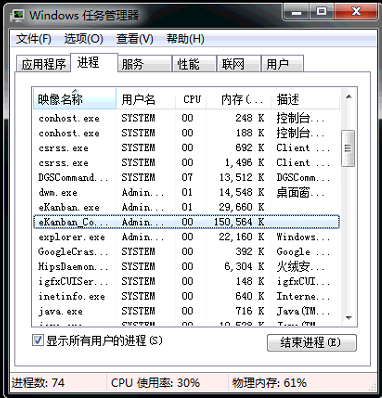 Windows 任务管理器
文件(F) 选项(O) 查看(V) 帮助(H)
应用程序 进程 服务 性能 联网 用户
映像名称 用户名 CPU 内存(... 描述
conhost.exe SYSTEM 00 248 K 控制台...
conhost.exe SYSTEM 00 188 K 控制台...
csrss.exe SYSTEM 00 692 K Client ...
csrss.exe SYSTEM 00 1,496 K Client ...
DGSCommand... SYSTEM 07 13,512 K DGSComm...
dwm.exe Admin... 01 14,548 K 桌面窗...
eKanban.exe Admin... 01 29,660 K
eKanban_Co... Admin... 00 150,564 K
explorer.exe Admin... 00 22,160 K Windows...
GoogleCras... SYSTEM 00 392 K Google ...
HipsDaemon... SYSTEM 00 6,304 K 火绒安...
igfxCUISer... SYSTEM 00 148 K igfxCUI...
inetinfo.exe SYSTEM 00 640 K Interne...
java.exe SYSTEM 00 716 K Java(TM...
显示所有用户的进程(S) 结束进程(E)
进程数: 74 CPU 使用率: 30% 物理内存: 61%